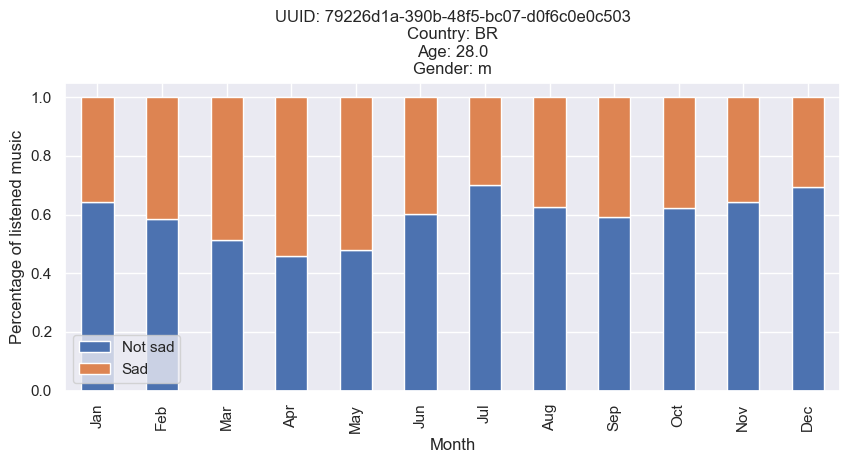 UUID: 79226d1a-390b-48f5-bc07-d0f6c0e0c503
Country: BR
Age: 28.0
Gender: m
Percentage of listened music
1.0
0.8
0.6
0.4
0.2
0.0
Not sad
Sad
Jan
Feb
Mar
Apr
May
Jun
Jul
Aug
Sep
Oct
Nov
Dec
Month